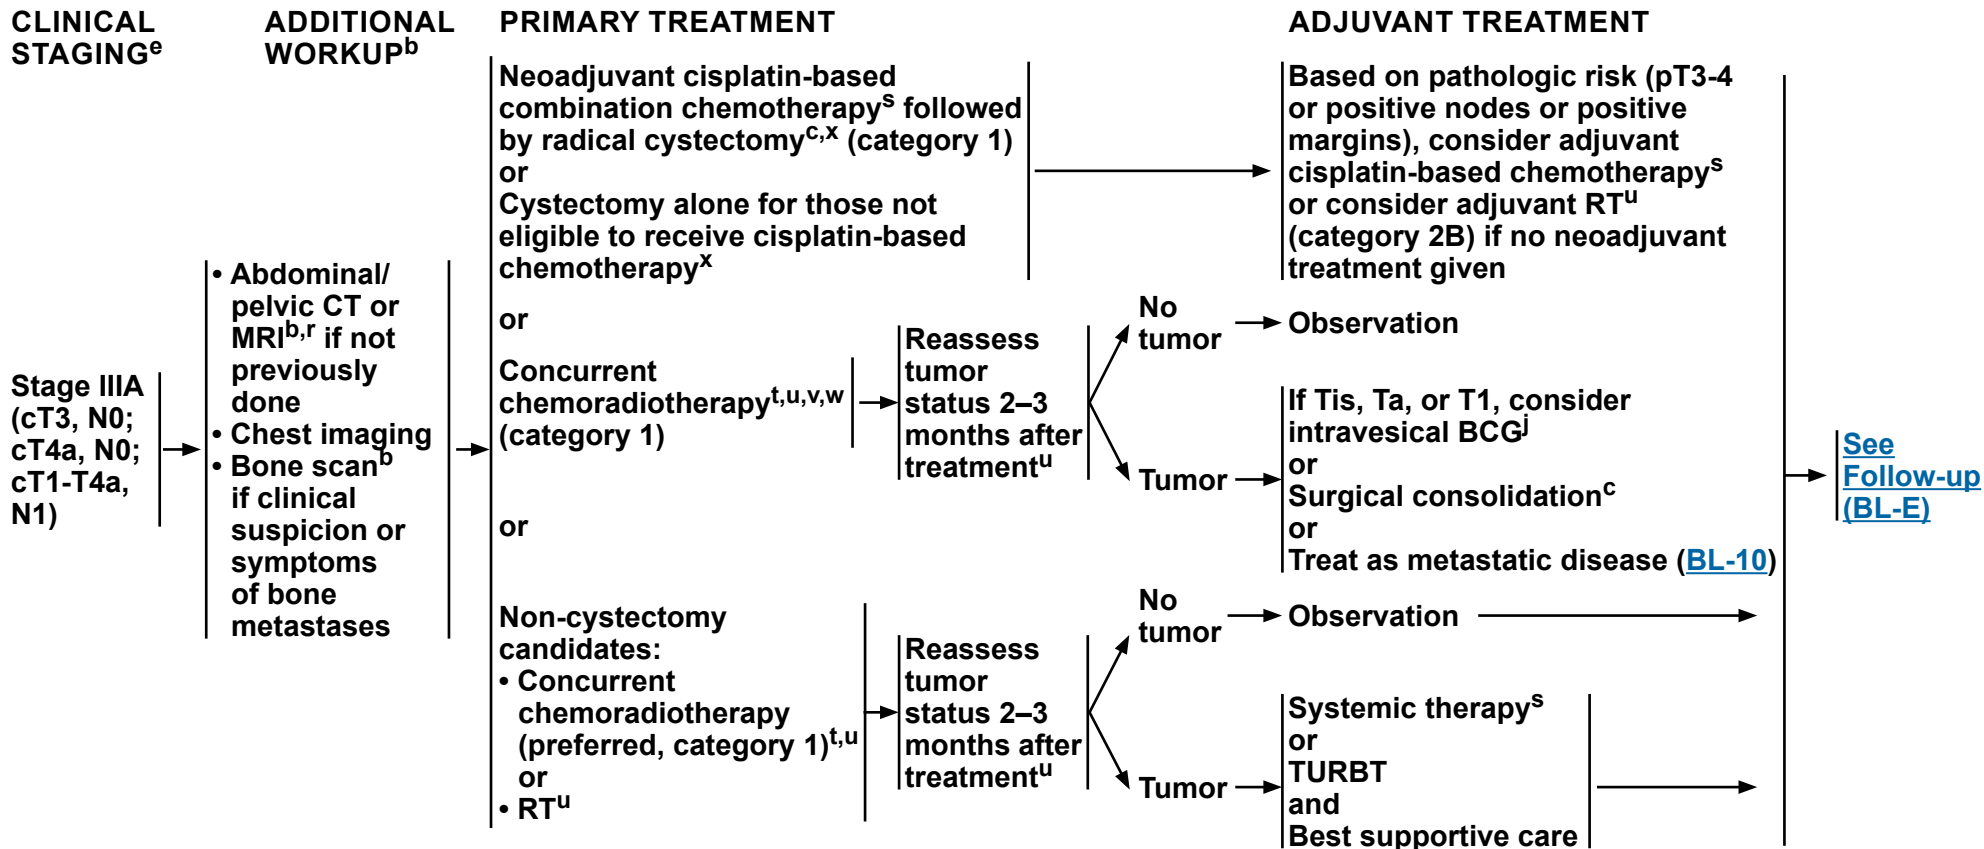 CLINICAL
STAGINGe
ADDITIONAL
WORKUPb
PRIMARY TREATMENT
ADJUVANT TREATMENT
Stage IIIA
(cT3, N0;
cT4a, N0;
cT1-T4a,
N1)
• Abdominal/
pelvic CT or
MRIb,r if not
previously
done
• Chest imaging
• Bone scanb
if clinical
suspicion or
symptoms
of bone
metastases
Neoadjuvant cisplatin-based
combination chemotherapys followed
by radical cystectomyc,x (category 1)
or
Cystectomy alone for those not
eligible to receive cisplatin-based
chemotherapyx
Based on pathologic risk (pT3-4
or positive nodes or positive
margins), consider adjuvant
cisplatin-based chemotherapys
or consider adjuvant RTu
(category 2B) if no neoadjuvant
treatment given
or
Concurrent
chemoradiotherapyt,u,v,w
(category 1)
Reassess
tumor
status 2–3
months after
treatmentu
No
tumor
Observation
Tumor
If Tis, Ta, or T1, consider
intravesical BCGj
or
Surgical consolidationc
or
Treat as metastatic disease (BL-10)
or
Non-cystectomy
candidates:
• Concurrent
chemoradiotherapy
(preferred, category 1)t,u
or
• RTu
Reassess
tumor
status 2–3
months after
treatmentu
No
tumor
Observation
Tumor
Systemic therapys
or
TURBT
and
Best supportive care
See
Follow-up
(BL-E)